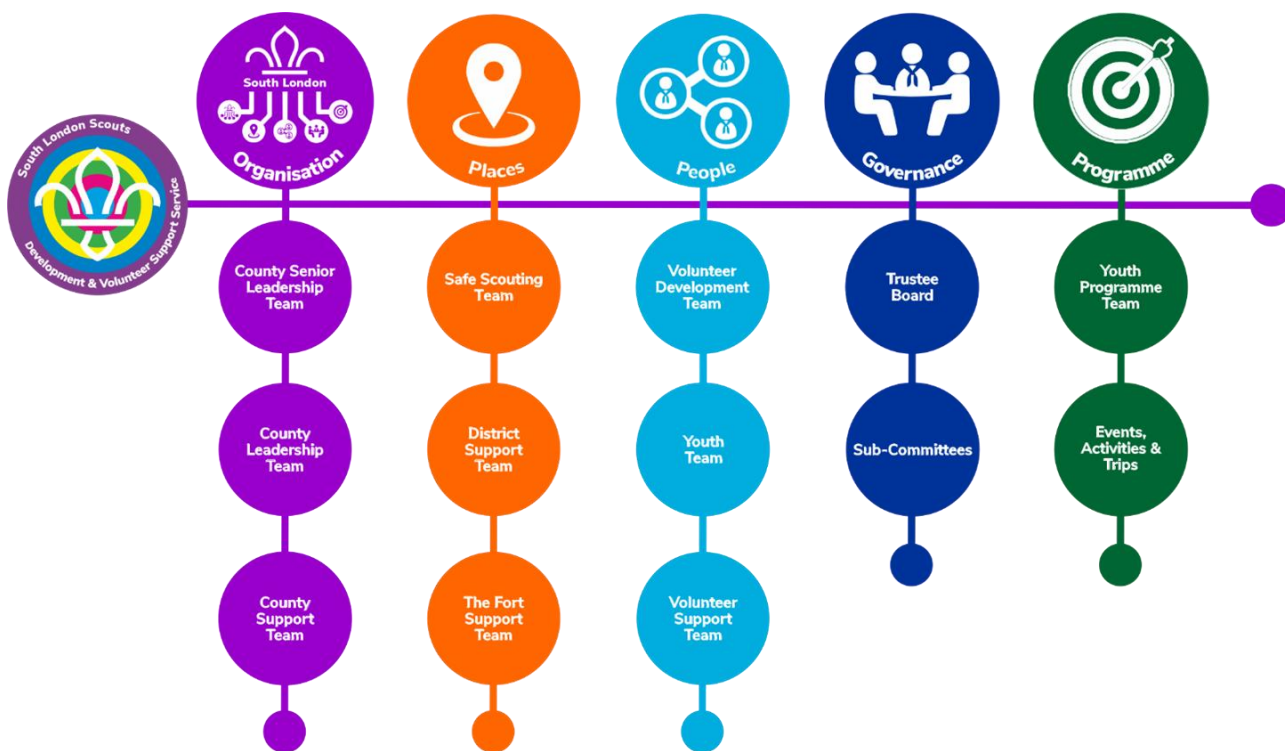 South London Scouts
Development & Volunteer Support Service
South London
Organisation
Places
People
Governance
Programme
County Senior
Leadership
Team
Safe Scouting
Team
Volunteer
Development
Team
Trustee
Board
Youth
Programme
Team
County
Leadership
Team
District
Support
Team
Youth
Team
Sub-Committees
Events,
Activities &
Trips
County
Support
Team
The Fort
Support
Team
Volunteer
Support
Team